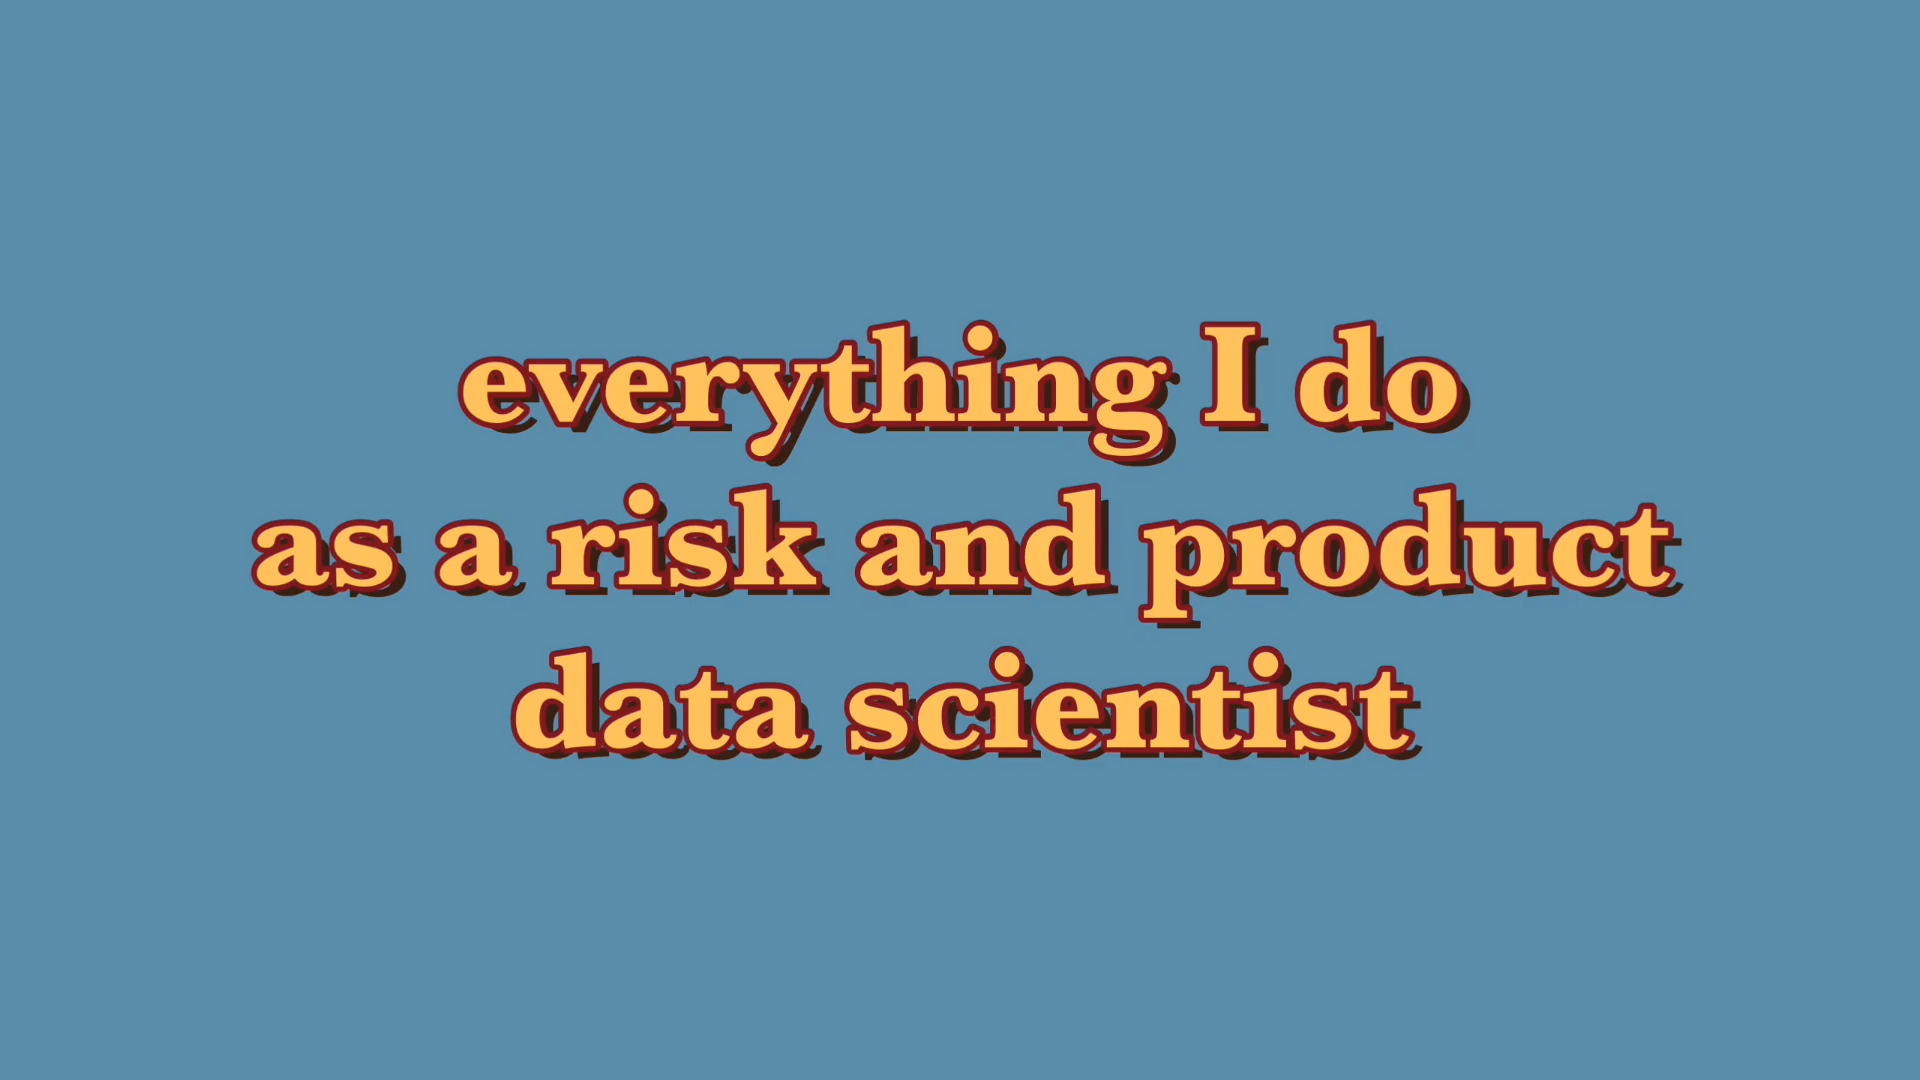 everything I do
as a risk and product
data scientist